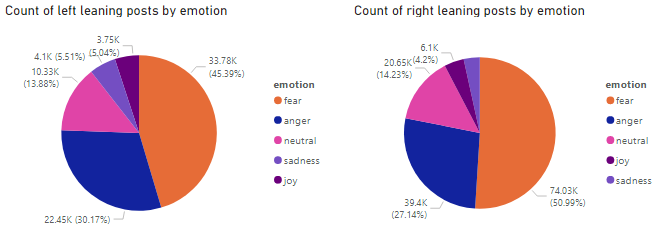 Count of left leaning posts by emotion
3.75K
(5.04%)
4.1K (5.51%)
10.33K
(13.88%)
33.78K
(45.39%)
22.45K (30.17%)
emotion
fear
anger
neutral
sadness
joy
Count of right leaning posts by emotion
6.1K
(4.2%)
20.65K
(14.23%)
39.4K
(27.14%)
74.03K
(50.99%)
emotion
fear
anger
neutral
joy
sadness